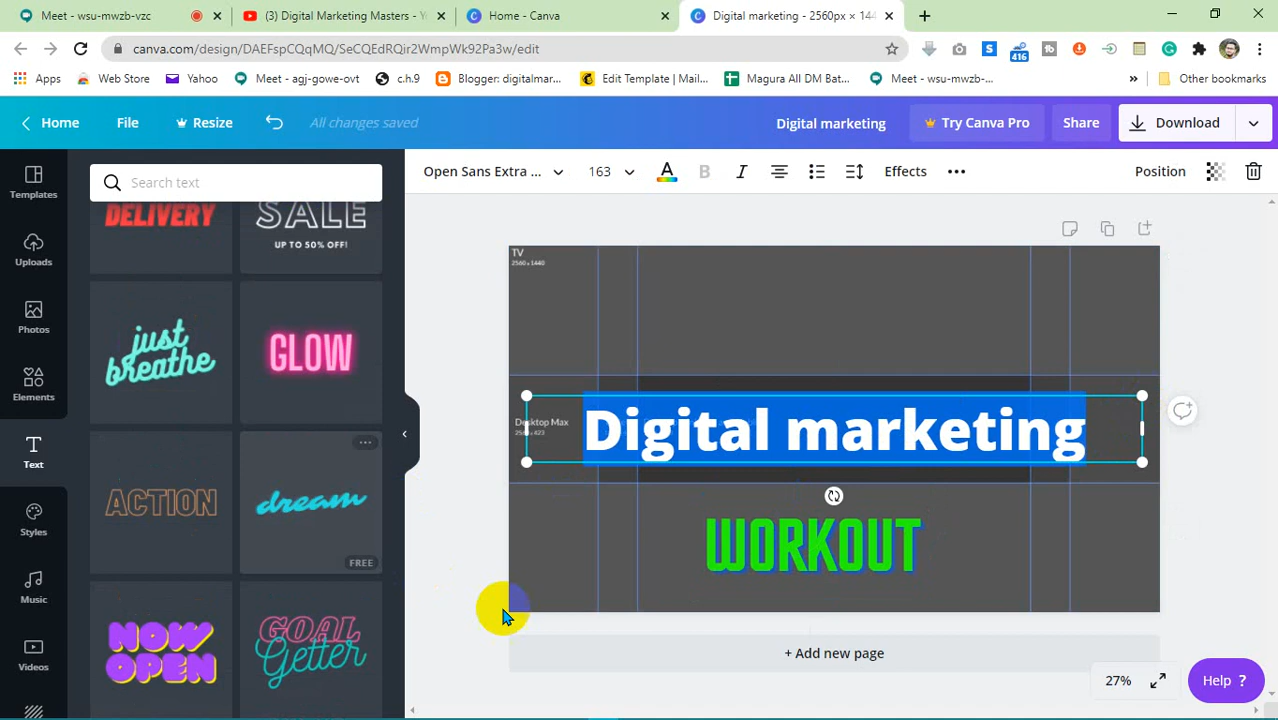 Meet - wsu-mwb-vzc
(3) Digital Marketing Masters - Y
Home - Canva
Digital marketing - 2560px × 144
canva.com/design/DAEFspCQqMQ/SeCQEdRQir2WmpWk92Pa3w/edit
416
Apps
Web Store
Yahoo
Meet - agj-gowe-ovt
c.h.9
Blogger: digitalmar...
Edit Template | Mail...
Magura All DM Bat...
Meet - wsu-mwzb-...
»
Other bookmarks
Home
File
Resize
All changes saved
Digital marketing
Try Canva Pro
Share
Download
Open Sans Extra ...
163
A
B
I
Effects
Position
Templates
Uploads
Photos
Elements
Text
Styles
Music
Videos
Search text
DELIVERY
SALE
UP TO 50% OFF!
just
breathe
GLOW
ACTION
dream
FREE
NOW
OPEN
GOAL
Getter
TV
2560 x 1440
Desktop Max
Digital marketing
WORKOUT
+ Add new page
27%
Help ?